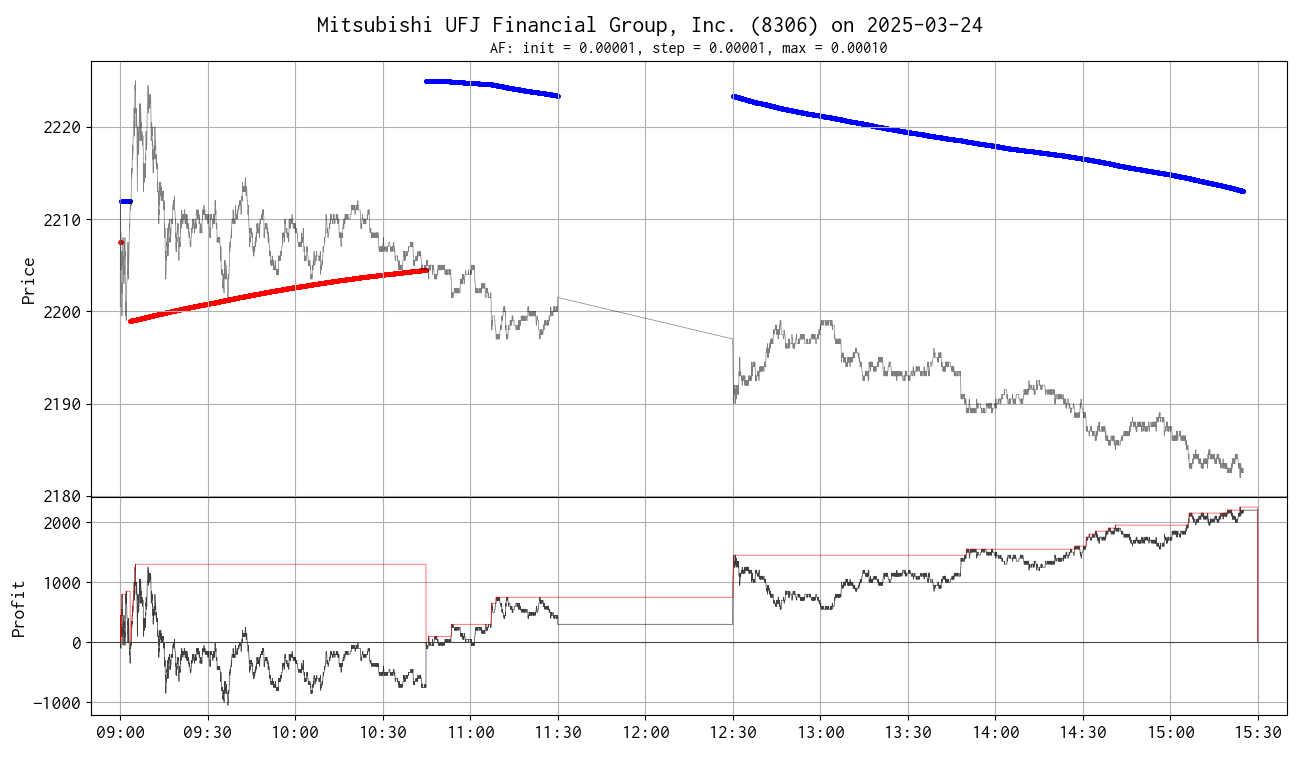 Mitsubishi UFJ Financial Group, Inc. (8306) on 2025-03-24
AF: init = 0.00001, step = 0.00001, max = 0.00010
Price
2220
2210
2200
2190
2180
Profit
2000
1000
0
−1000
09:00 09:30 10:00 10:30 11:00 11:30 12:00 12:30 13:00 13:30 14:00 14:30 15:00 15:30